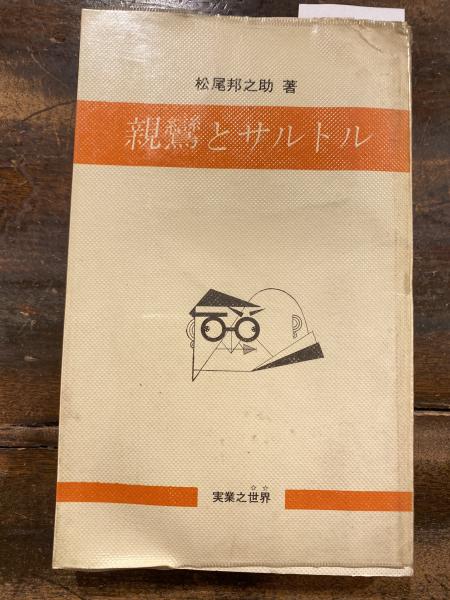 松尾邦之助 著
親鸞とサルトル
実業之世界